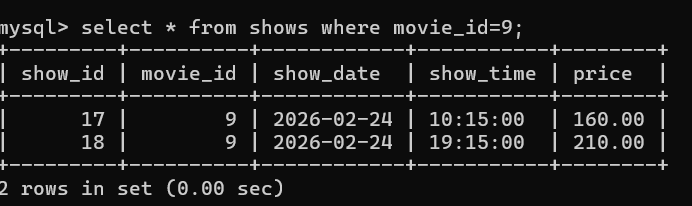 mysql> select * from shows where movie_id=9;
+---------+----------+------------+-----------+--------+
| show_id | movie_id | show_date  | show_time | price  |
+---------+----------+------------+-----------+--------+
|      17 |        9 | 2026-02-24 | 10:15:00  | 160.00 |
|      18 |        9 | 2026-02-24 | 19:15:00  | 210.00 |
+---------+----------+------------+-----------+--------+
2 rows in set (0.00 sec)